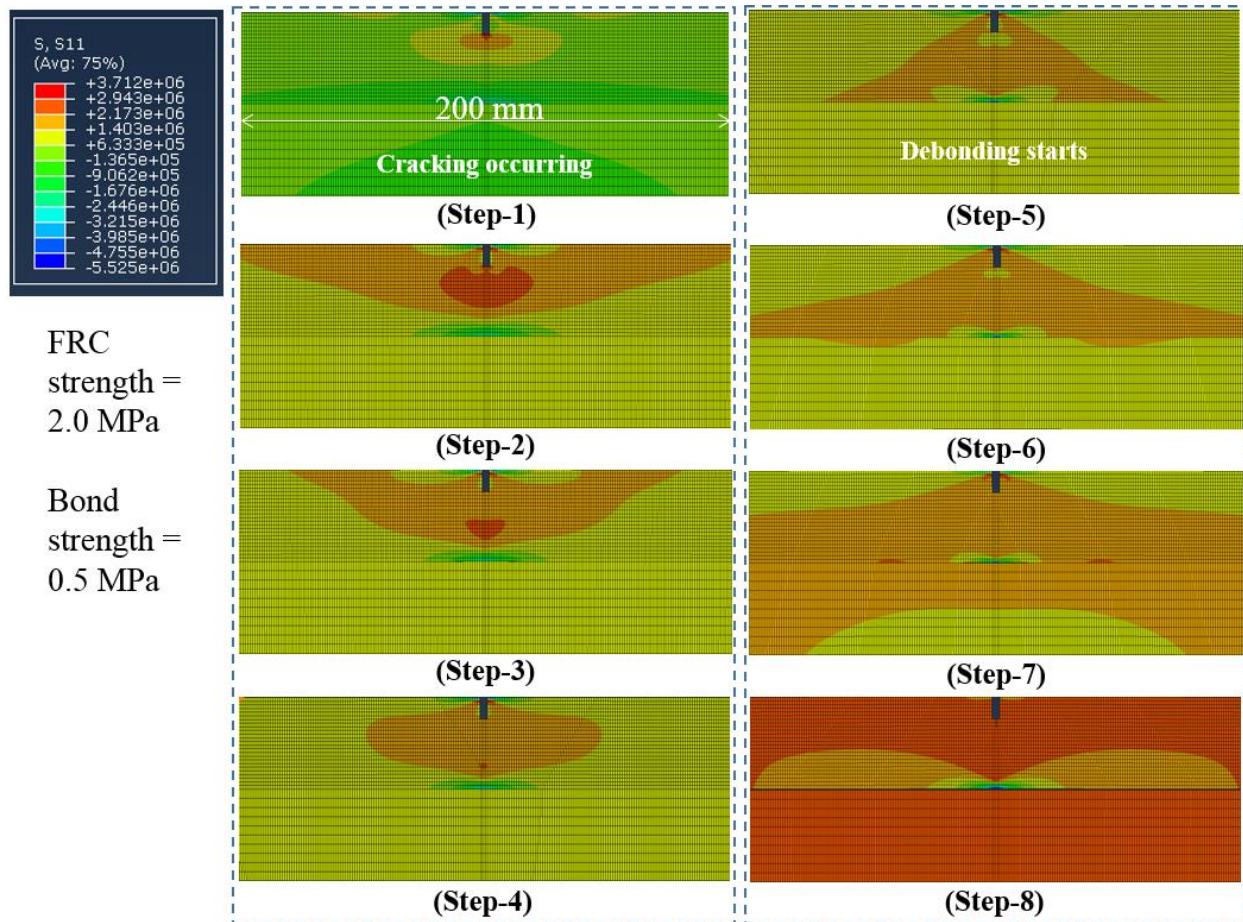 S, S11
(Avg: 75%)
+3.712e+06
+2.943e+06
+2.173e+06
+1.403e+06
+6.333e+05
-1.365e+05
-9.062e+05
-1.676e+06
-2.446e+06
-3.215e+06
-3.985e+06
-4.755e+06
-5.525e+06
FRC
strength =
2.0 MPa
Bond
strength =
0.5 MPa
200 mm
Cracking occurring
(Step-1)
(Step-2)
(Step-3)
(Step-4)
Debonding starts
(Step-5)
(Step-6)
(Step-7)
(Step-8)